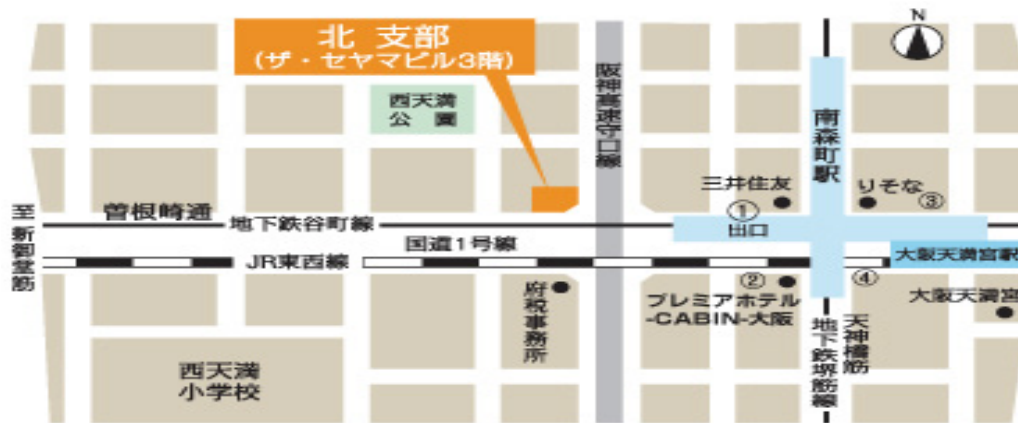 N
北 支部
(ザ・セヤマビル3階)
西天満
公 園
阪神高速守口線
南森町駅
三井住友
りそな
③
①
出口
至 新御堂筋
曽根崎通
地下鉄谷町線
国道1号線
JR東西線
大阪天満宮駅
府税事務所
②
④
プレミアホテル
-CABIN-大阪
大阪天満宮
天神橋筋
地下鉄堺筋線
西天満
小学校